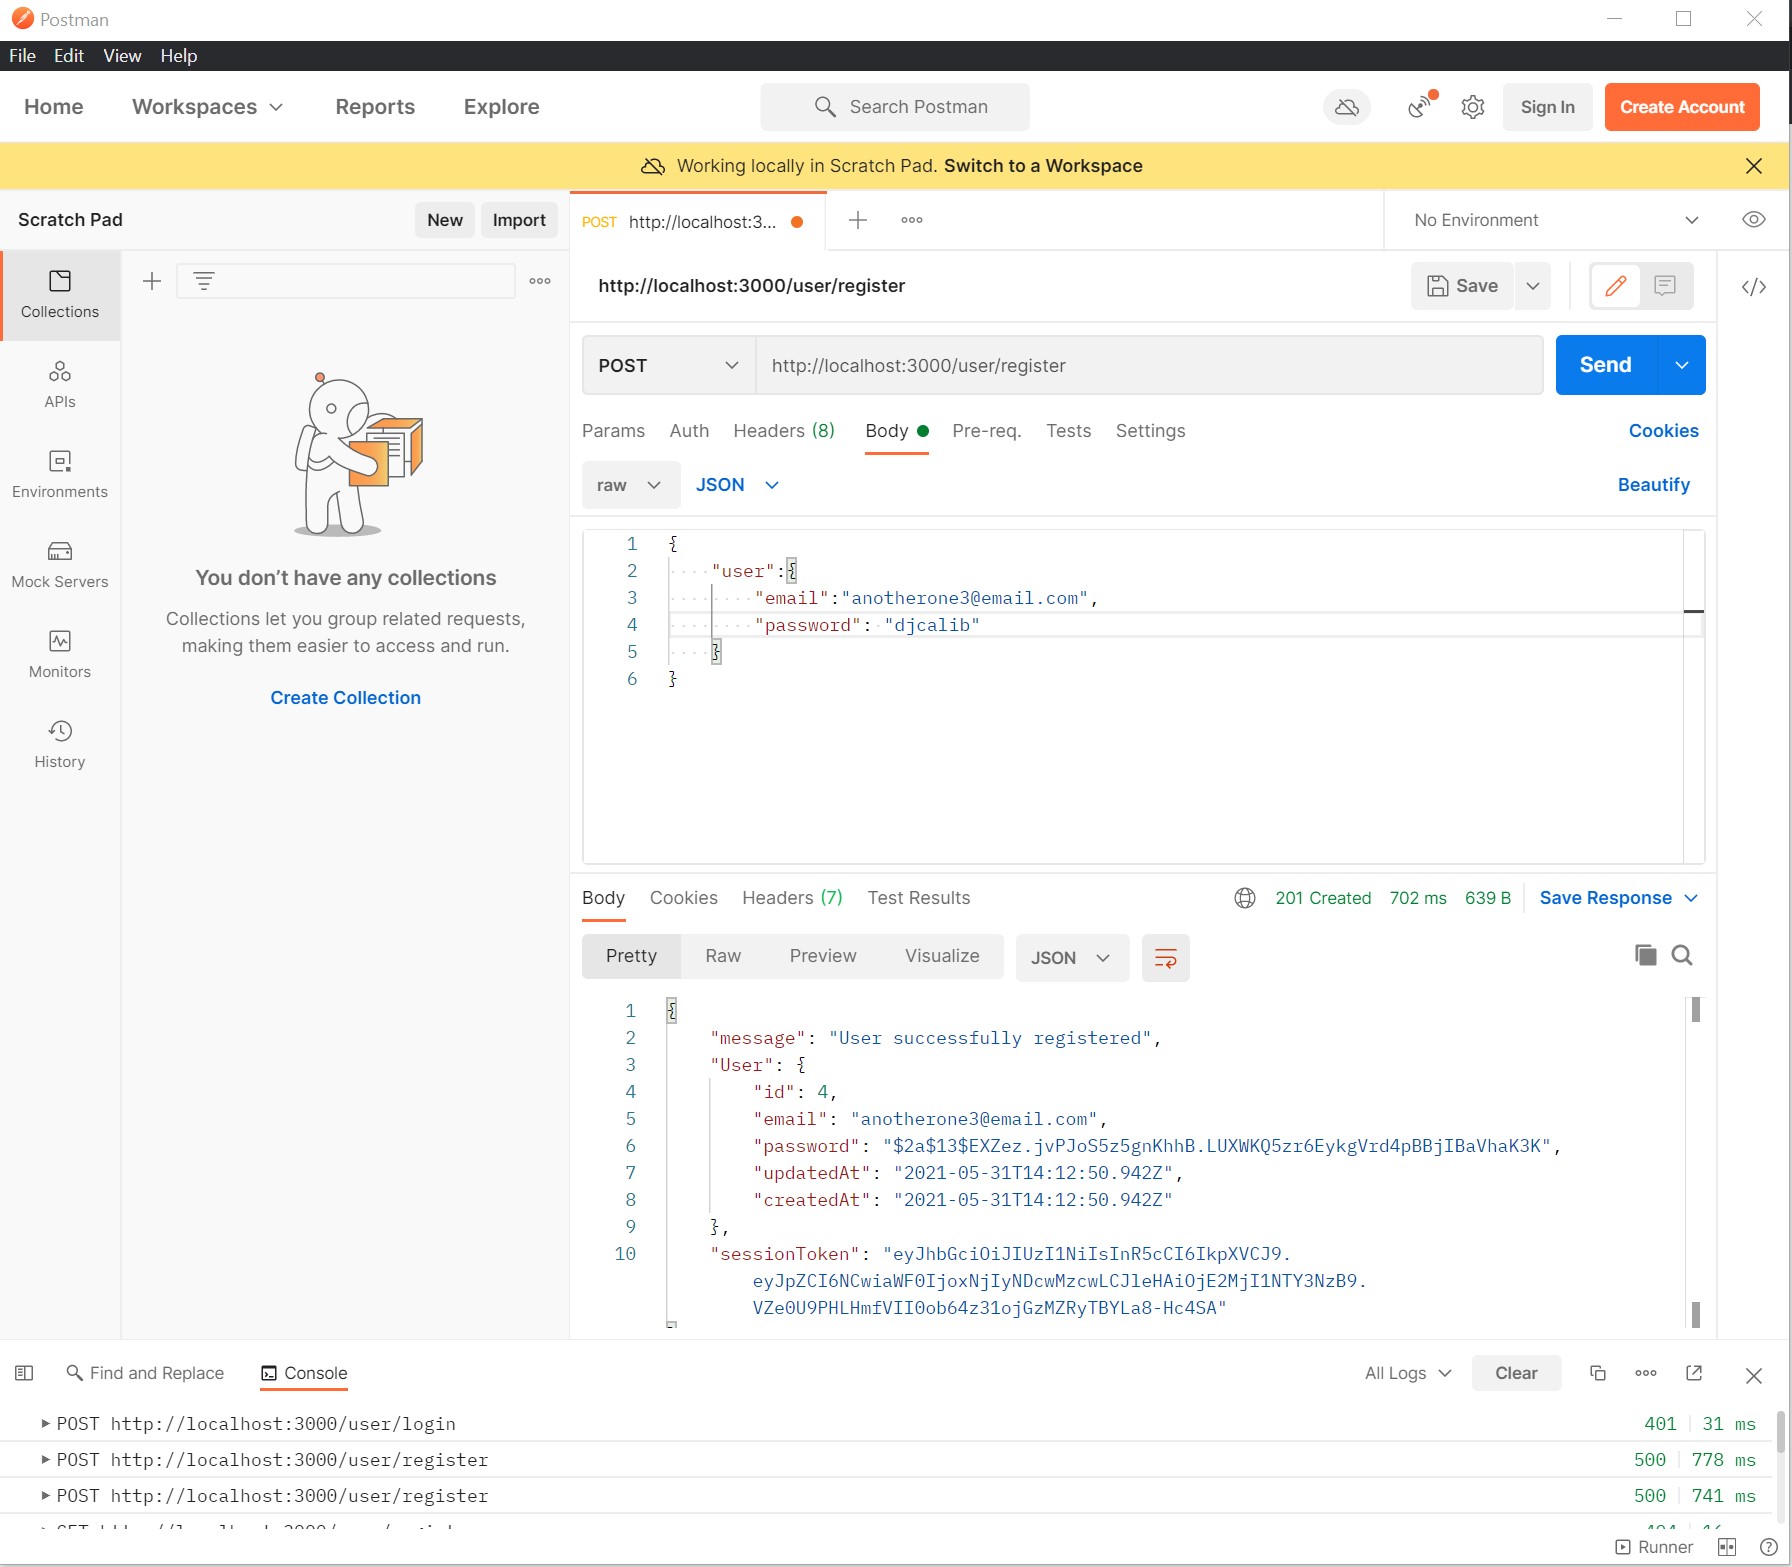 Postman
File Edit View Help
Home Workspaces Reports Explore Search Postman Sign In Create Account
Working locally in Scratch Pad. Switch to a Workspace
Scratch Pad New Import POST http://localhost:3... No Environment
Collections
http://localhost:3000/user/register Save
APIs
POST http://localhost:3000/user/register Send
Params Auth Headers (8) Body Pre-req. Tests Settings Cookies
Environments
raw JSON Beautify
Mock Servers
Monitors
History
You don't have any collections
Collections let you group related requests,
making them easier to access and run.
Create Collection
1 {
2 "user":{
3 "email":"anotherone3@email.com",
4 "password": "djcalib"
5 }
6 }
Body Cookies Headers (7) Test Results 201 Created 702 ms 639 B Save Response
Pretty Raw Preview Visualize JSON
1 {
2 "message": "User successfully registered",
3 "User": {
4 "id": 4,
5 "email": "anotherone3@email.com",
6 "password": "$2a$13$EXZez.jvPJoS5z5gnKhhB.LUXWKQ5zr6EykgVrd4pBBjIBaVhaK3K",
7 "updatedAt": "2021-05-31T14:12:50.942Z",
8 "createdAt": "2021-05-31T14:12:50.942Z"
9 },
10 "sessionToken": "eyJhbGciOiJIUzI1NiIsInR5cCI6IkpXVCJ9.
eyJpZCI6NCwiaWF0IjoxNjIyNDcwMzcwLCJleHAiOjE2MjI1NTY3NzB9.
VZe0U9PHLHmfVII0ob64z31ojGzMZRyTBYLa8-Hc4SA"
Find and Replace Console All Logs Clear
POST http://localhost:3000/user/login 401 31 ms
POST http://localhost:3000/user/register 500 778 ms
POST http://localhost:3000/user/register 500 741 ms
Runner